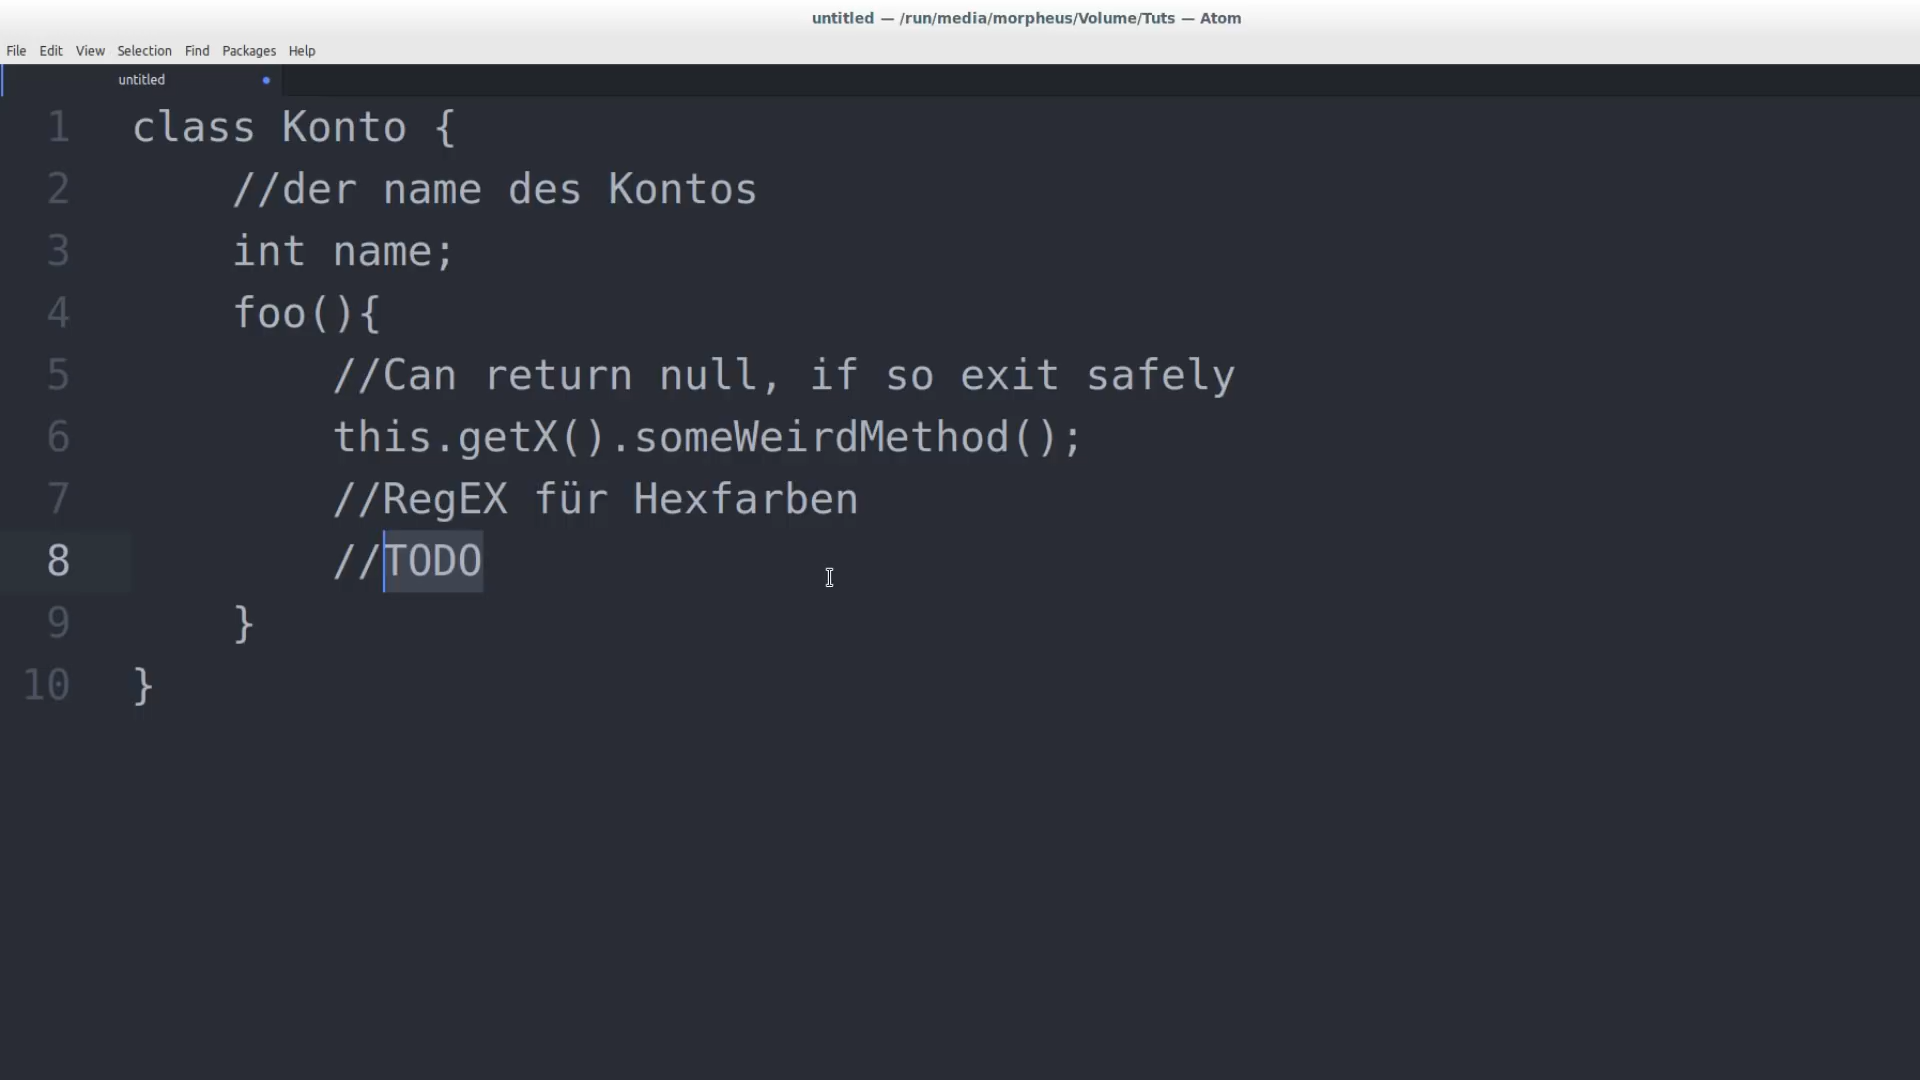 untitled — /run/media/morpheus/Volume/Tuts — Atom
File Edit View Selection Find Packages Help
untitled
1 class Konto {
2 //der name des Kontos
3 int name;
4 foo(){
5 //Can return null, if so exit safely
6 this.getX().someWeirdMethod();
7 //RegEX für Hexfarben
8 //TODO
9 }
10 }